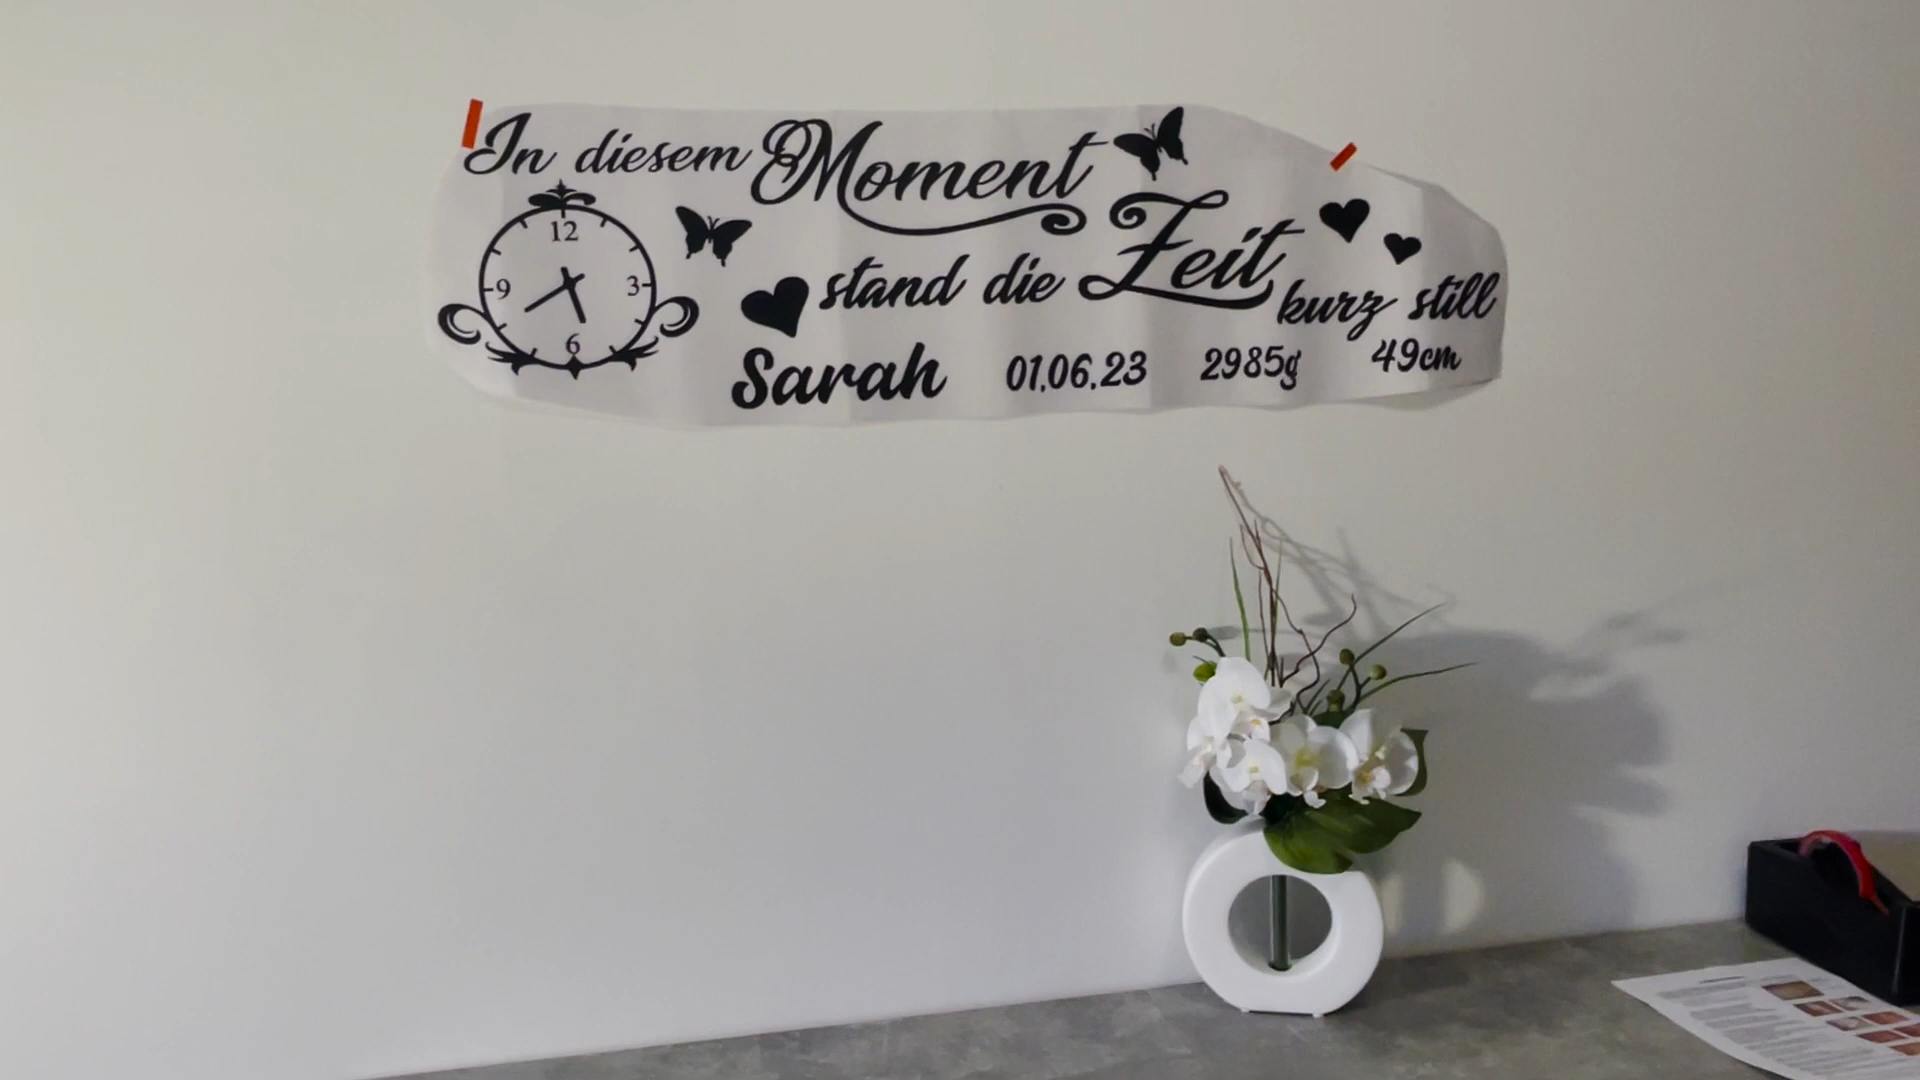 In diesem Moment
stand die Zeit
kurz still
12
9
3
6
Sarah 01.06.23 2985g 49cm